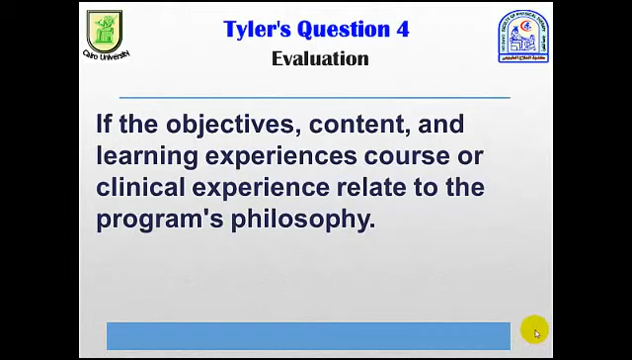 Tyler's Question 4
Evaluation
Cairo University
If the objectives, content, and
learning experiences course or
clinical experience relate to the
program's philosophy.